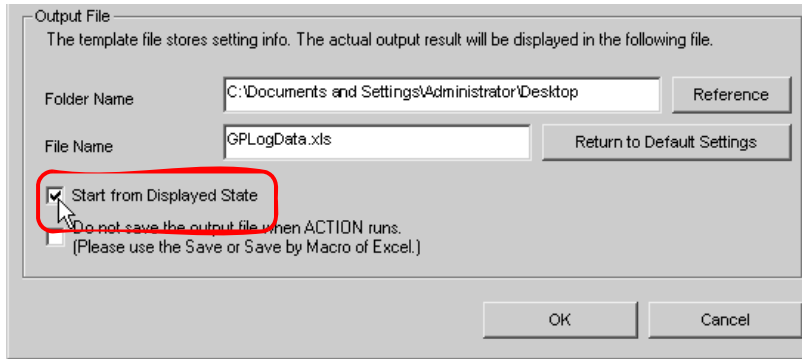 Output File
The template file stores setting info. The actual output result will be displayed in the following file.
Folder Name
C:\Documents and Settings\Administrator\Desktop
Reference
File Name
GPLogData.xls
Return to Default Settings
Start from Displayed State
Do not save the output file when ACTION runs.
(Please use the Save or Save by Macro of Excel.)
OK
Cancel